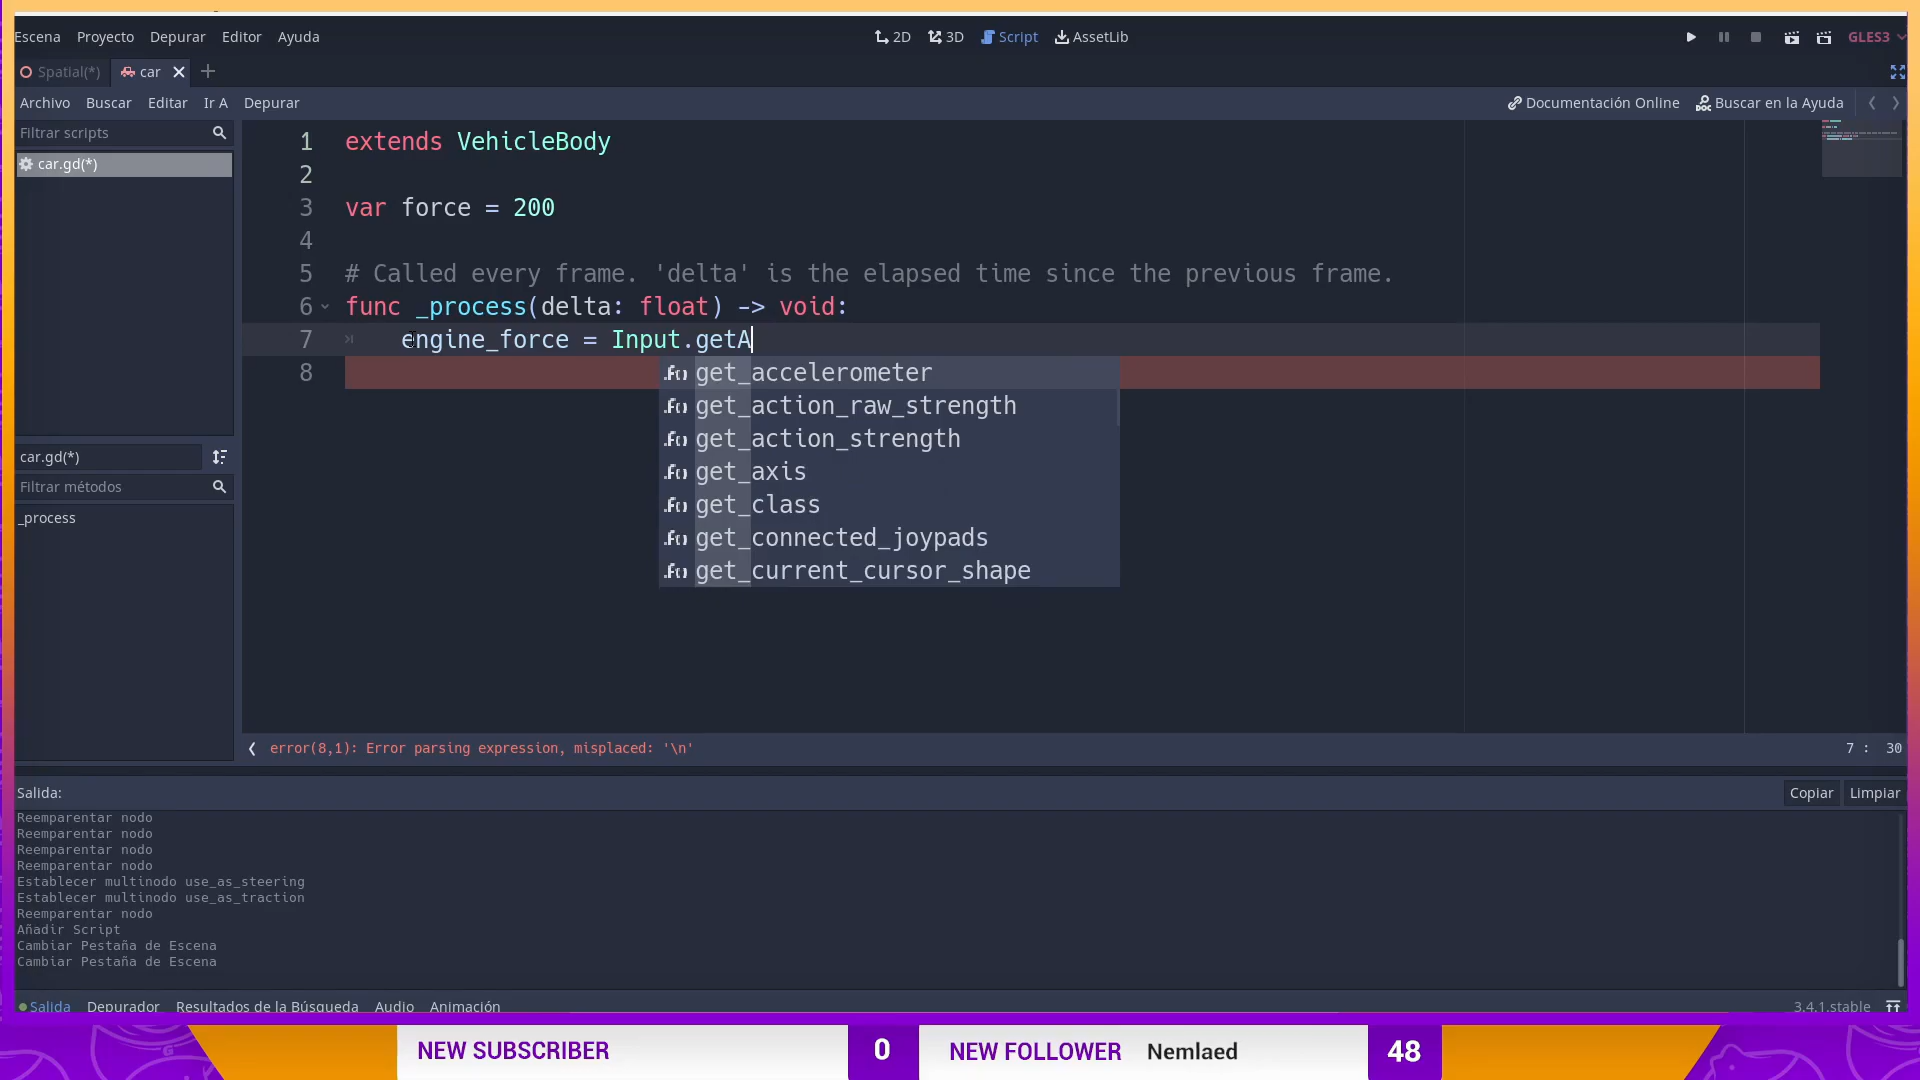 Escena Proyecto Depurar Editor Ayuda 2D 3D Script AssetLib GLES3
Spatial(*) car
Archivo Buscar Editar Ir A Depurar Documentación Online Buscar en la Ayuda
Filtrar scripts
car.gd(*)
car.gd(*)
Filtrar métodos
_process
1 extends VehicleBody
2
3 var force = 200
4
5 # Called every frame. 'delta' is the elapsed time since the previous frame.
6 func _process(delta: float) -> void:
7 engine_force = Input.getA
8
get_accelerometer
get_action_raw_strength
get_action_strength
get_axis
get_class
get_connected_joypads
get_current_cursor_shape
error(8,1): Error parsing expression, misplaced: '\n' 7 : 30
Salida: Copiar Limpiar
Reemparentar nodo
Reemparentar nodo
Reemparentar nodo
Reemparentar nodo
Establecer multinodo use_as_steering
Establecer multinodo use_as_traction
Reemparentar nodo
Añadir Script
Cambiar Pestaña de Escena
Cambiar Pestaña de Escena
Salida Depurador Resultados de la Búsqueda Audio Animación 3.4.1.stable
NEW SUBSCRIBER 0 NEW FOLLOWER Nemlaed 48